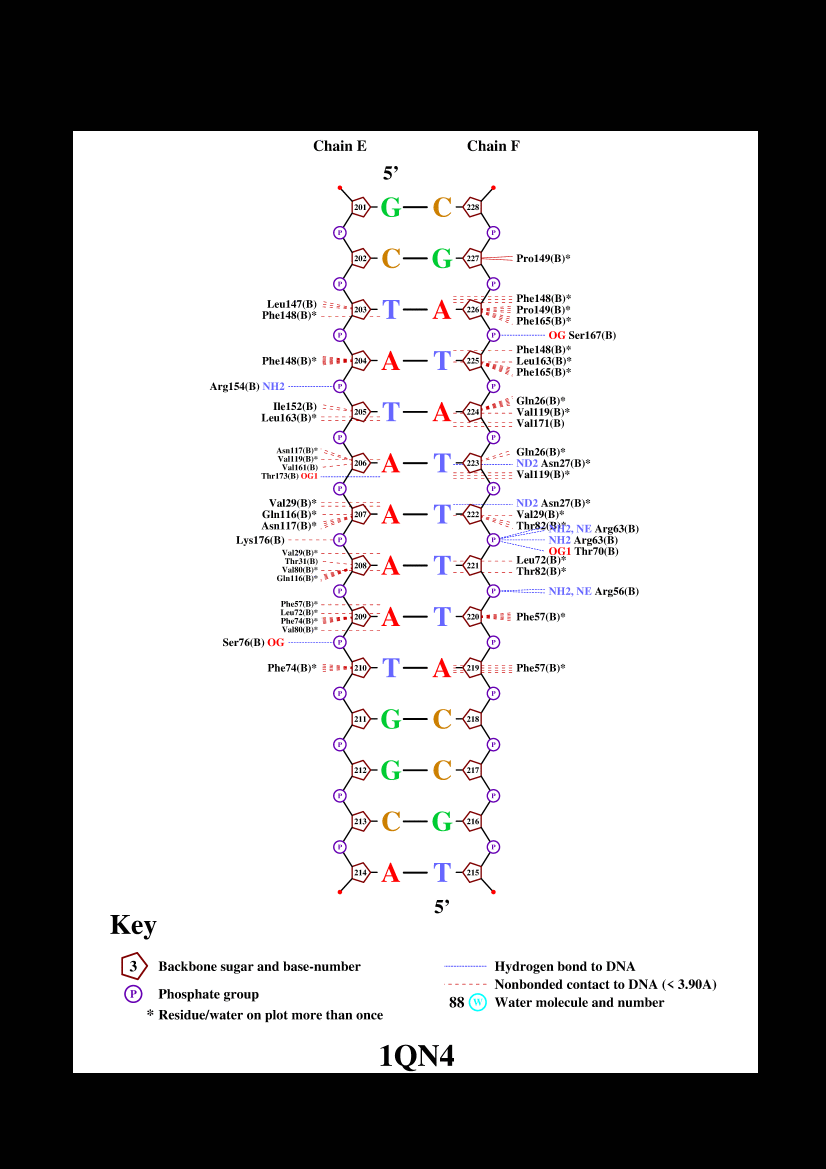 Chain E Chain F
5’
201 G C 228
P P
202 C G 227 Pro149(B)*
P P
Leu147(B) Phe148(B)*
Phe148(B)* 203 T A 226 Pro149(B)*
Phe165(B)*
P P OG Ser167(B)
Phe148(B)*
Phe148(B)* 204 A T 225 Leu163(B)*
Phe165(B)*
Arg154(B) NH2 P P
Gln26(B)*
Ile152(B) 205 T A 224 Val119(B)*
Leu163(B)* Val171(B)
P P
Asn117(B)* Gln26(B)*
Val119(B)* 206 A T 223 ND2 Asn27(B)*
Val161(B) Val119(B)*
Thr173(B) OG1
P P
Val29(B)* ND2 Asn27(B)*
Gln116(B)* 207 A T 222 Val29(B)*
Asn117(B)* Thr82(B)*
NH2, NE Arg63(B)
Lys176(B) P P NH2 Arg63(B)
OG1 Thr70(B)
Val29(B)* Leu72(B)*
Thr31(B) 208 A T 221 Thr82(B)*
Val80(B)*
Gln116(B)*
P P NH2, NE Arg56(B)
Phe57(B)*
Leu72(B)* 209 A T 220 Phe57(B)*
Phe74(B)*
Val80(B)*
Ser76(B) OG P P
Phe74(B)* 210 T A 219 Phe57(B)*
P P
211 G C 218
P P
212 G C 217
P P
213 C G 216
P P
214 A T 215
5’
Key
3 Backbone sugar and base-number
P Phosphate group
* Residue/water on plot more than once
Hydrogen bond to DNA
Nonbonded contact to DNA (< 3.90A)
88 W Water molecule and number
1QN4